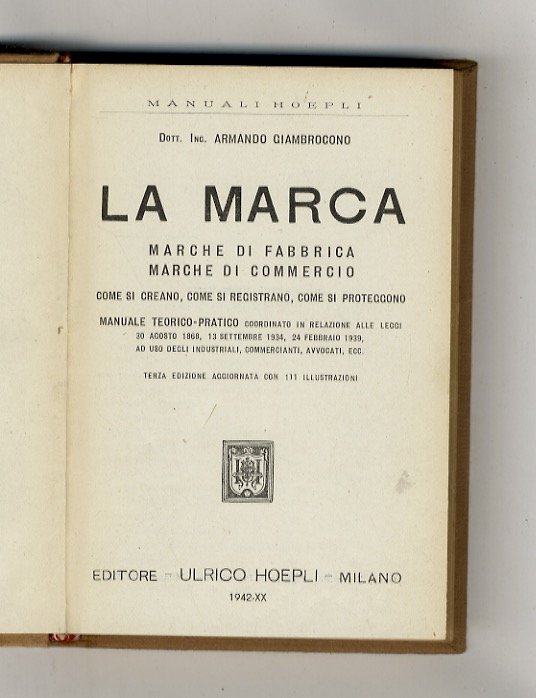 MANUALI HOEPLI
DOTT. ING. ARMANDO GIAMBROCONO
LA MARCA
MARCHE DI FABBRICA
MARCHE DI COMMERCIO
COME SI CREANO, COME SI REGISTRANO, COME SI PROTEGGONO
MANUALE TEORICO-PRATICO COORDINATO IN RELAZIONE ALLE LEGGI
30 AGOSTO 1868, 13 SETTEMBRE 1934, 24 FEBBRAIO 1939,
AD USO DEGLI INDUSTRIALI, COMMERCIANTI, AVVOCATI, ECC.
TERZA EDIZIONE AGGIORNATA CON 111 ILLUSTRAZIONI
EDITORE - ULRICO HOEPLI - MILANO
1942-XX